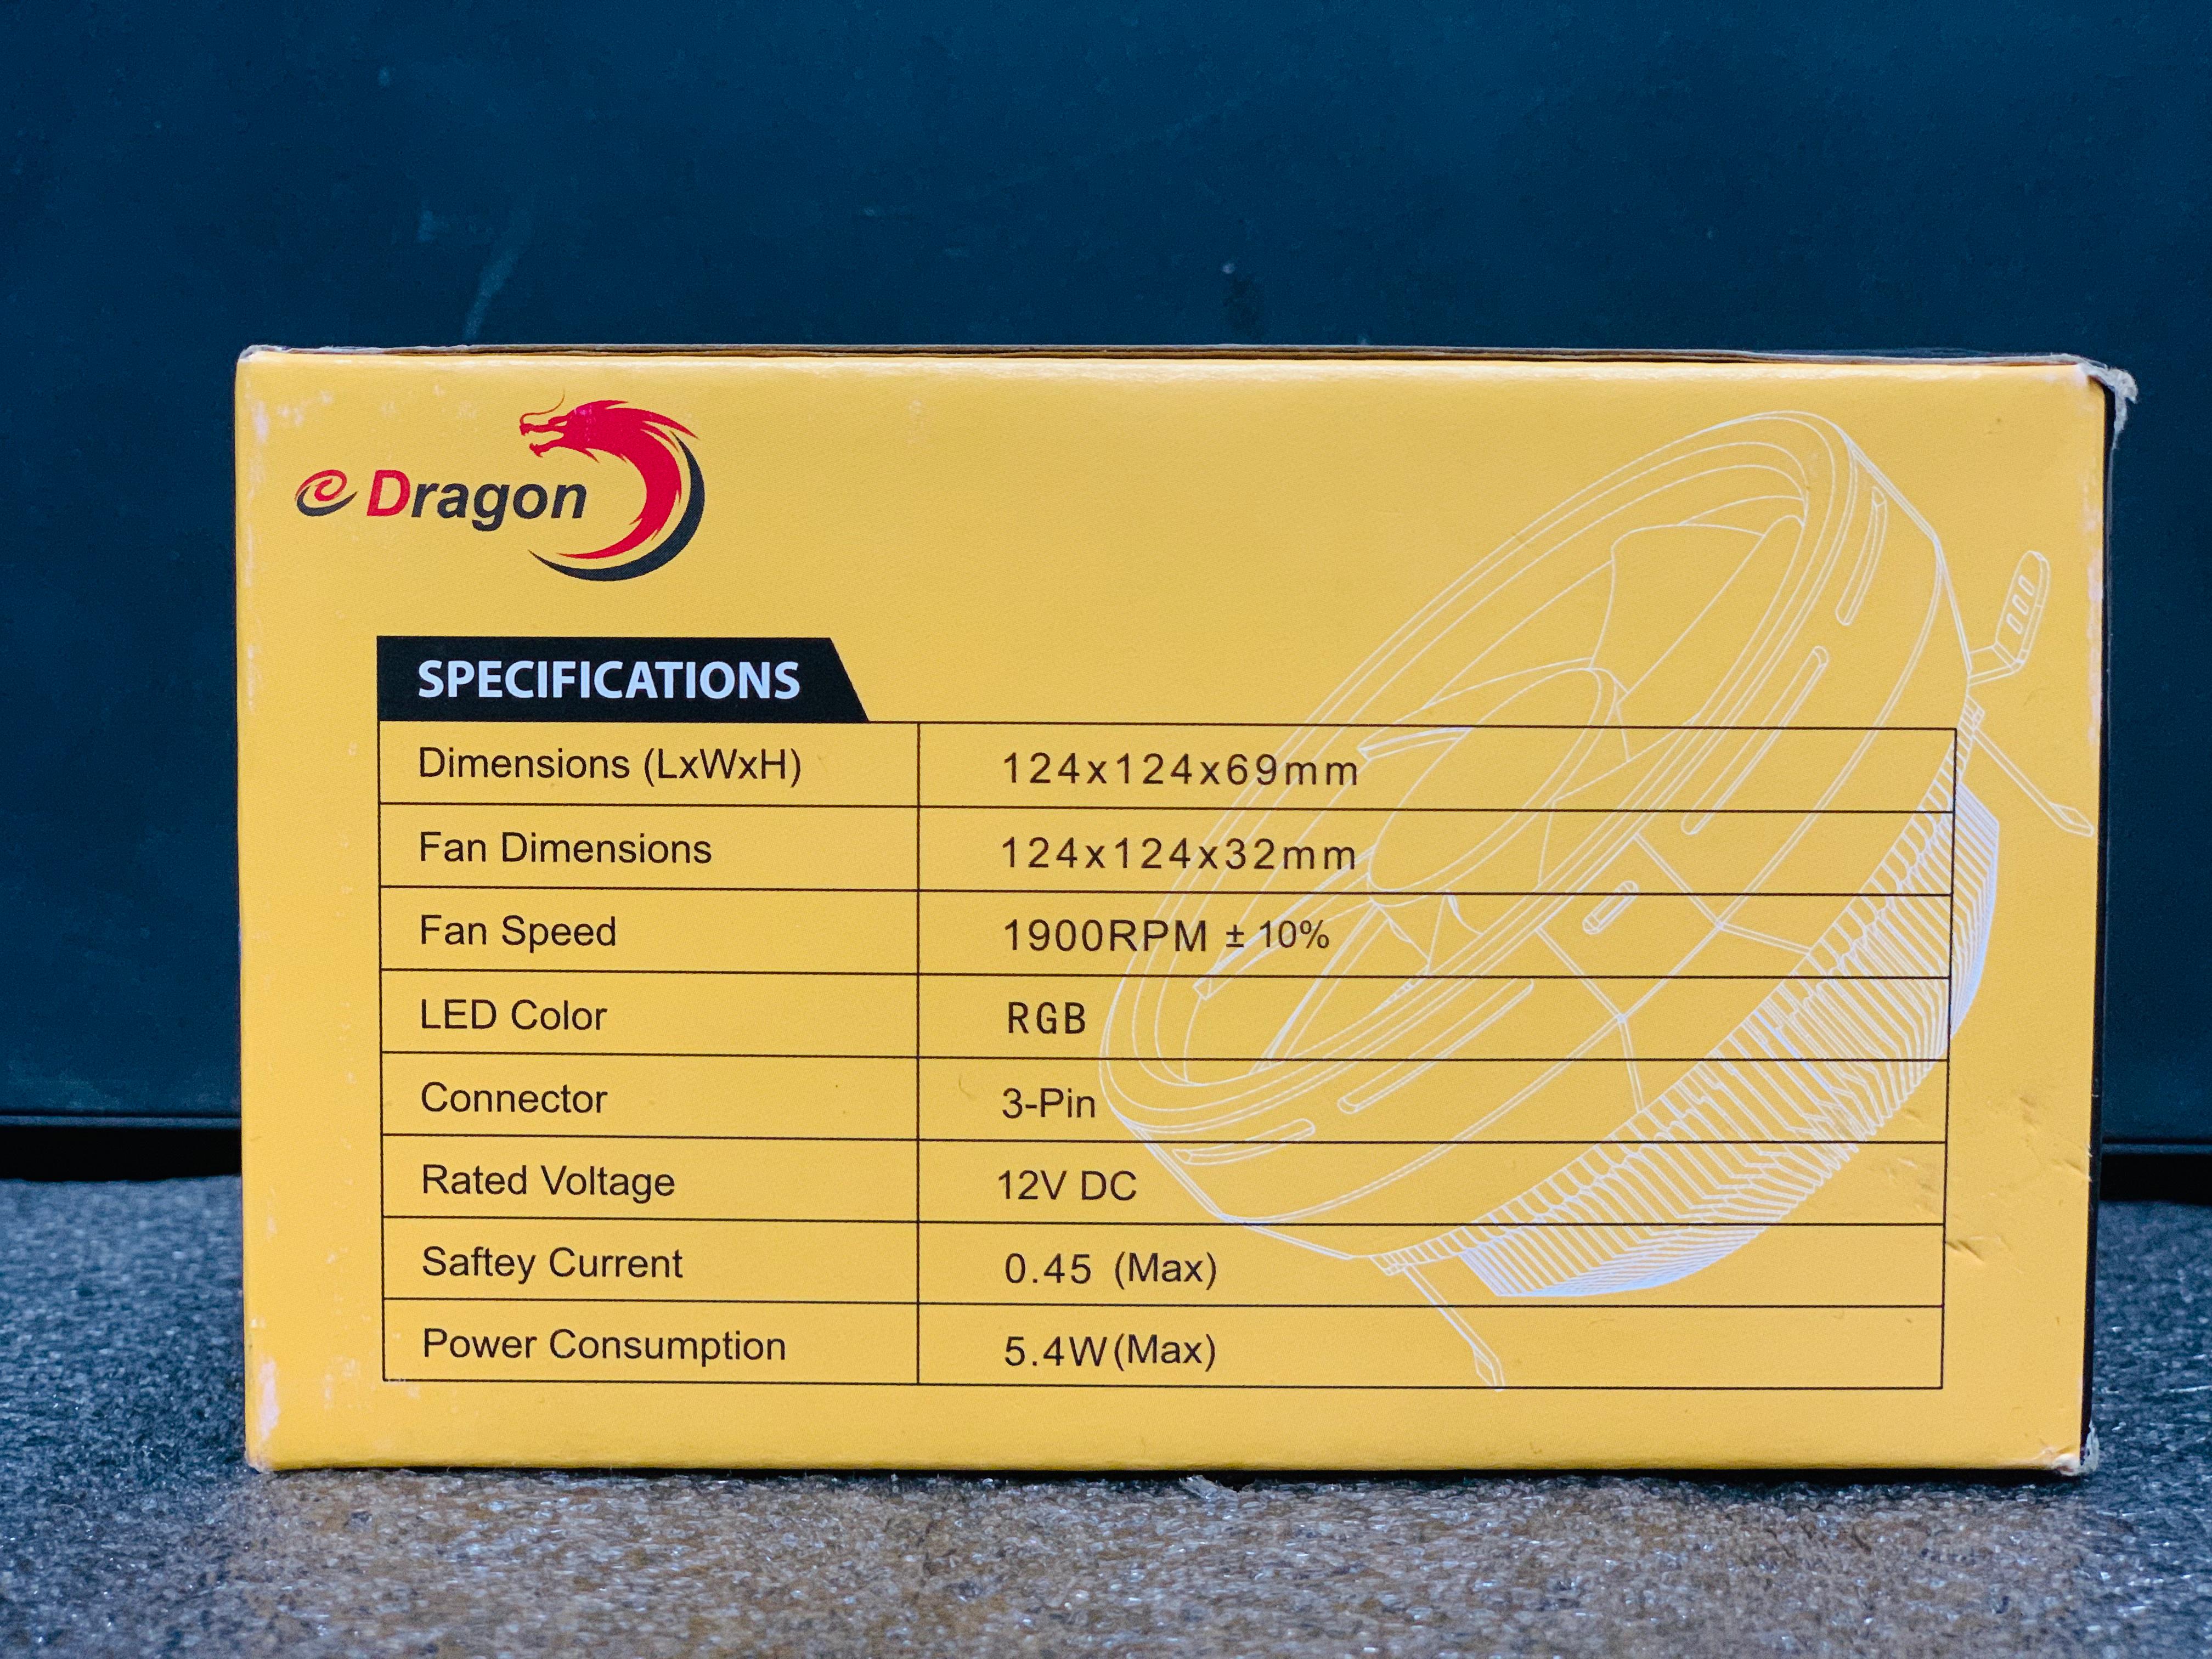 e Dragon
SPECIFICATIONS
Dimensions (LxWxH) 124x124x69mm
Fan Dimensions 124x124x32mm
Fan Speed 1900RPM ± 10%
LED Color RGB
Connector 3-Pin
Rated Voltage 12V DC
Saftey Current 0.45 (Max)
Power Consumption 5.4W(Max)